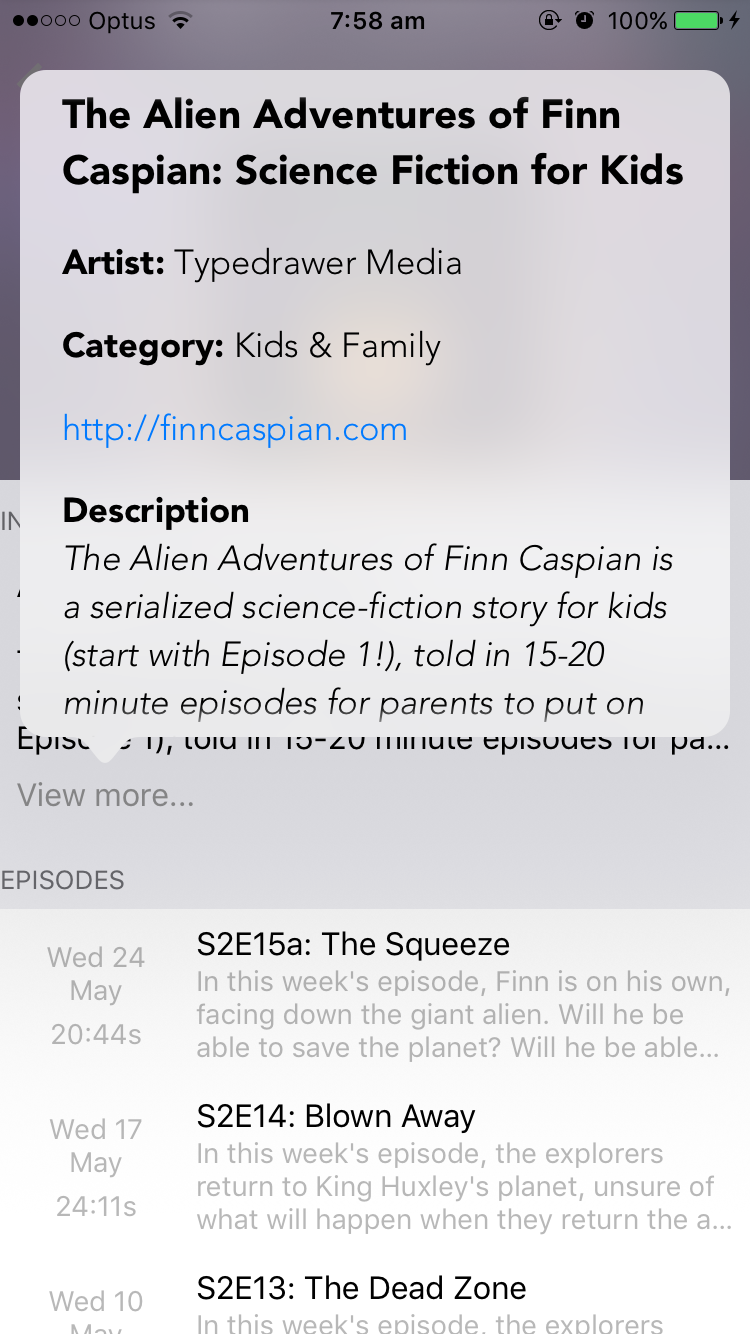 Optus
7:58 am
100%
The Alien Adventures of Finn
Caspian: Science Fiction for Kids
Artist: Typedrawer Media
Category: Kids & Family
http://finncaspian.com
IN
Description
The Alien Adventures of Finn Caspian is
a serialized science-fiction story for kids
(start with Episode 1!), told in 15-20
minute episodes for parents to put on
1!), told in 15-20 minute episodes for pa...
View more...
EPISODES
Wed 24
May
20:44s
S2E15a: The Squeeze
In this week's episode, Finn is on his own,
facing down the giant alien. Will he be
able to save the planet? Will he be able...
Wed 17
May
24:11s
S2E14: Blown Away
In this week's episode, the explorers
return to King Huxley's planet, unsure of
what will happen when they return the a...
Wed 10
May
S2E13: The Dead Zone
In this week's episode, the explorers